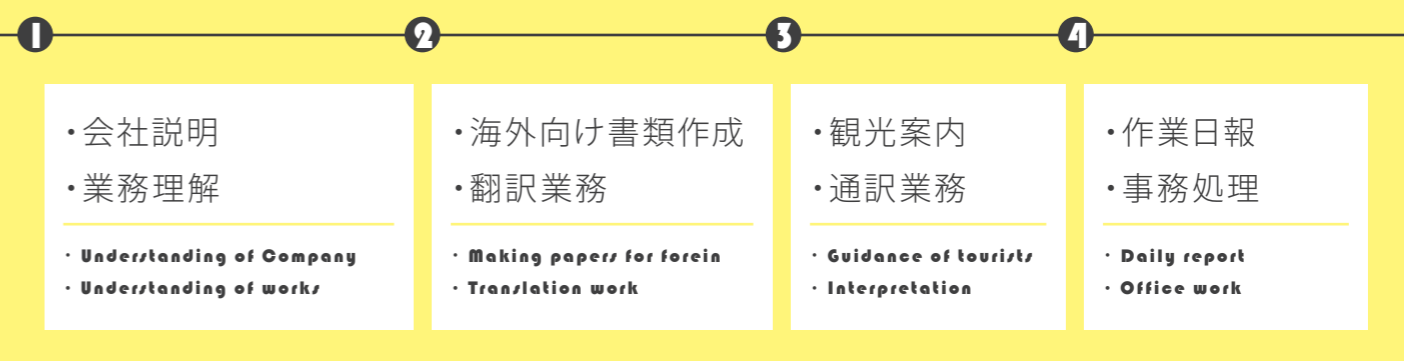 1
2
3
4
・会社説明
・業務理解
・Understanding of Company
・Understanding of works
・海外向け書類作成
・翻訳業務
・Making papers for forein
・Translation work
・観光案内
・通訳業務
・Guidance of tourists
・Interpretation
・作業日報
・事務処理
・Daily report
・Office work